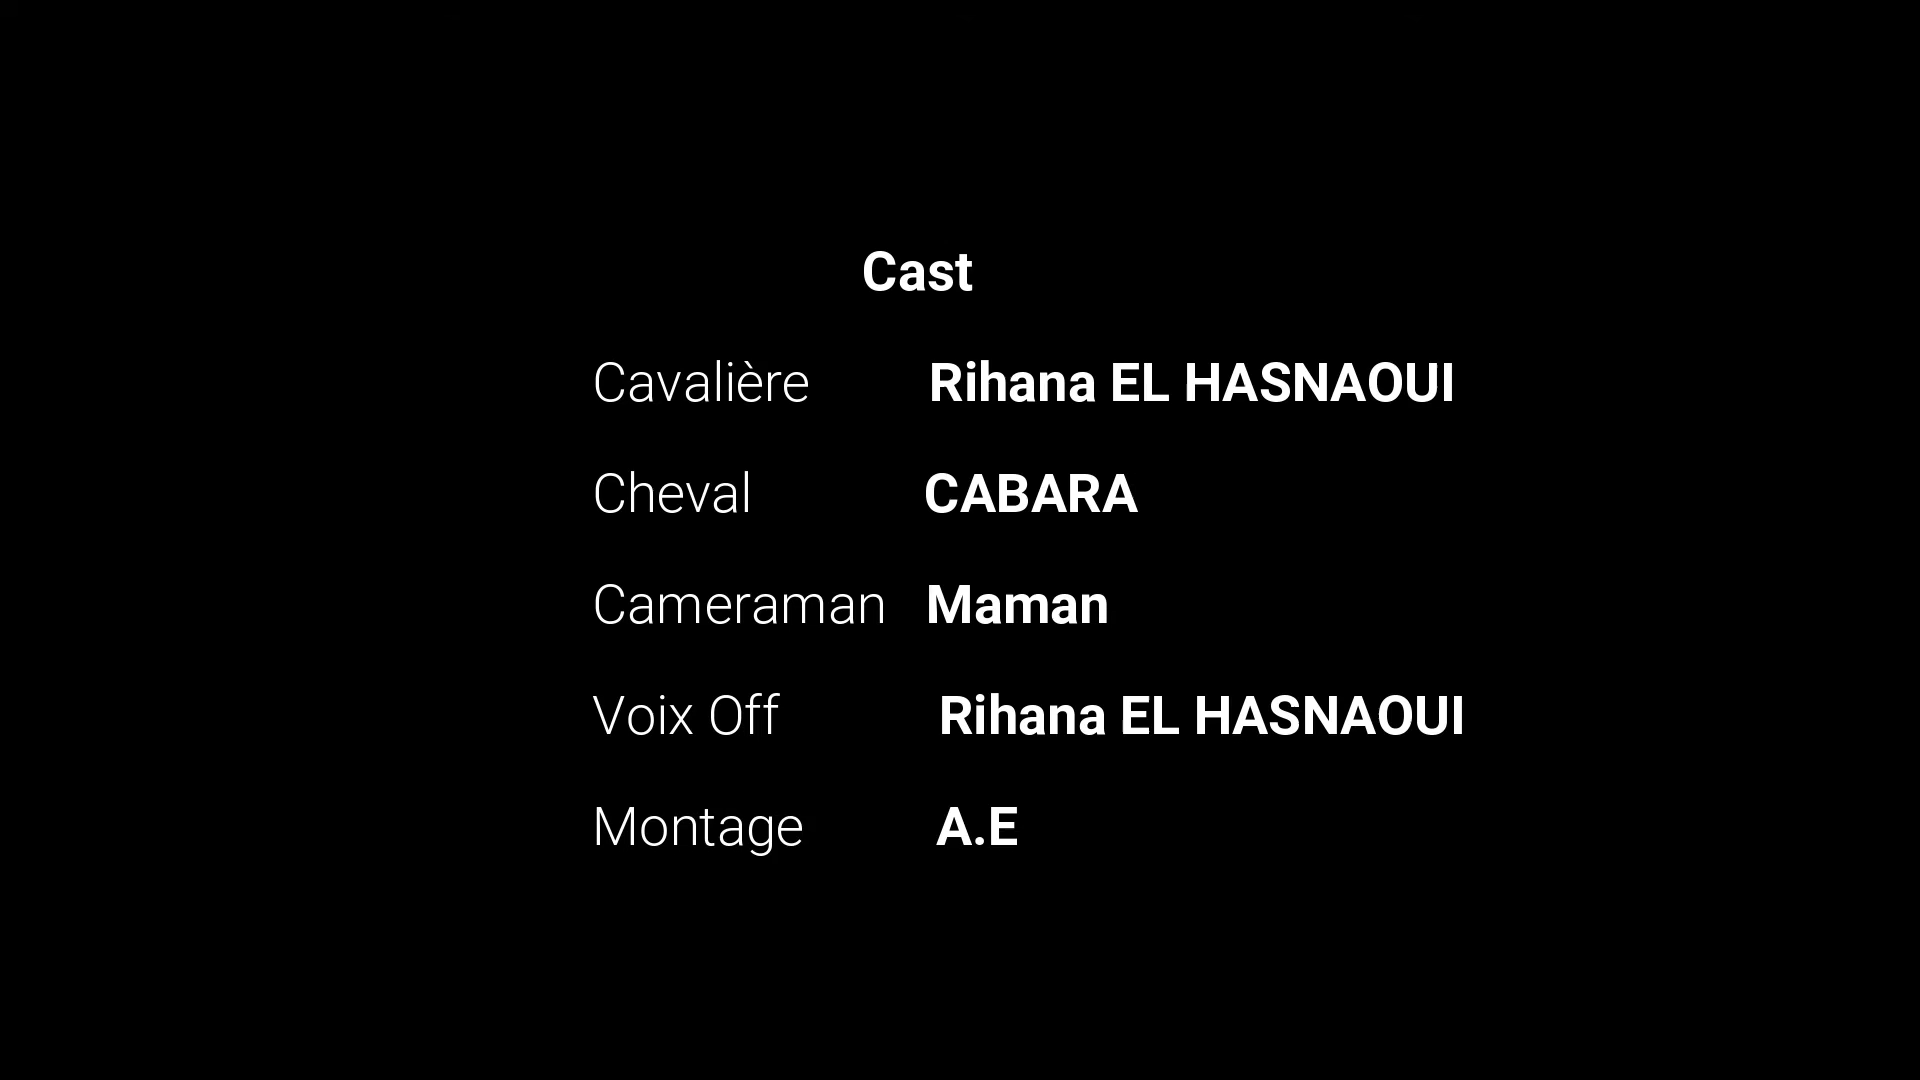 Cast
Cavalière Rihana EL HASNAOUI
Cheval CABARA
Cameraman Maman
Voix Off Rihana EL HASNAOUI
Montage A.E